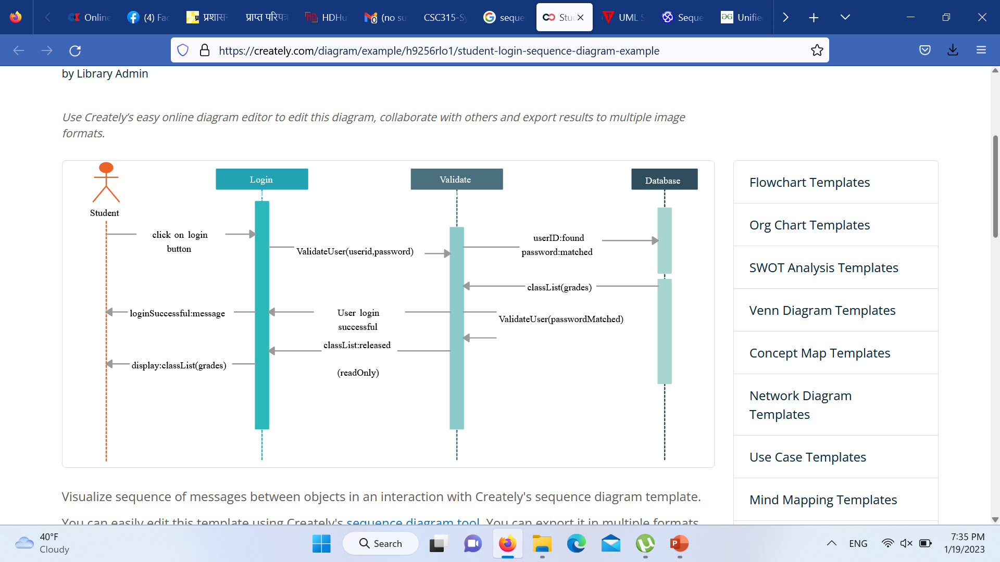 Online
(4) Fac
प्रशासन
प्राप्त परिपत्र
HDHu
(no su
CSC315-Sy
seque
Stu
UML S
Seque
Unifie
https://creately.com/diagram/example/h9256rlo1/student-login-sequence-diagram-example
by Library Admin
Use Creately’s easy online diagram editor to edit this diagram, collaborate with others and export results to multiple image
formats.
Student
Login
Validate
Database
click on login
button
ValidateUser(userid,password)
userID:found
password:matched
classList(grades)
loginSuccessful:message
User login
successful
ValidateUser(passwordMatched)
classList:released
(readOnly)
display:classList(grades)
Flowchart Templates
Org Chart Templates
SWOT Analysis Templates
Venn Diagram Templates
Concept Map Templates
Network Diagram
Templates
Use Case Templates
Mind Mapping Templates
Visualize sequence of messages between objects in an interaction with Creately's sequence diagram template.
You can easily edit this template using Creately's sequence diagram tool. You can export it in multiple formats
40°F
Cloudy
Search
ENG
7:35 PM
1/19/2023